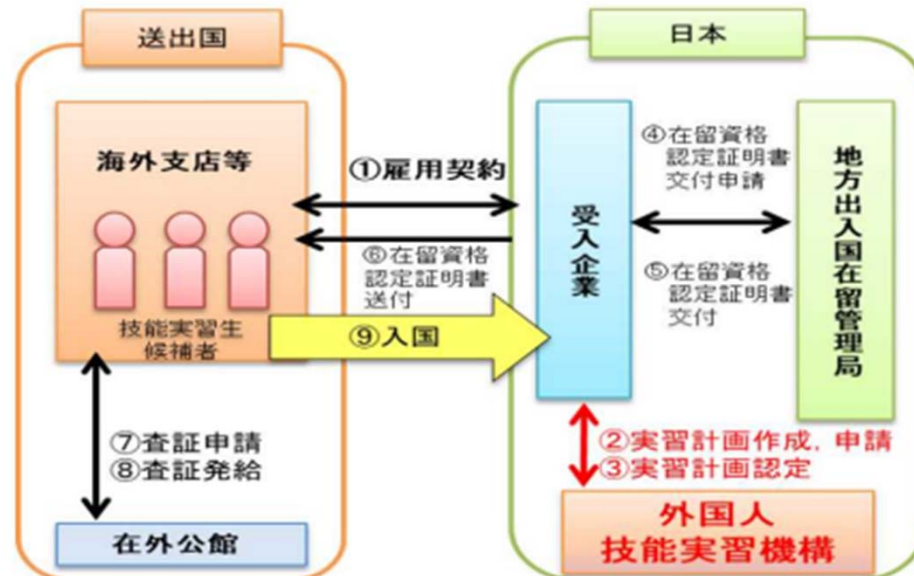 送出国
日本
海外支店等
技能実習生
候補者
①雇用契約
⑥在留資格
認定証明書
送付
⑨入国
⑦査証申請
⑧査証発給
在外公館
受入企業
④在留資格
認定証明書
交付申請
⑤在留資格
認定証明書
交付
地方出入国在留管理局
②実習計画作成,申請
③実習計画認定
外国人
技能実習機構